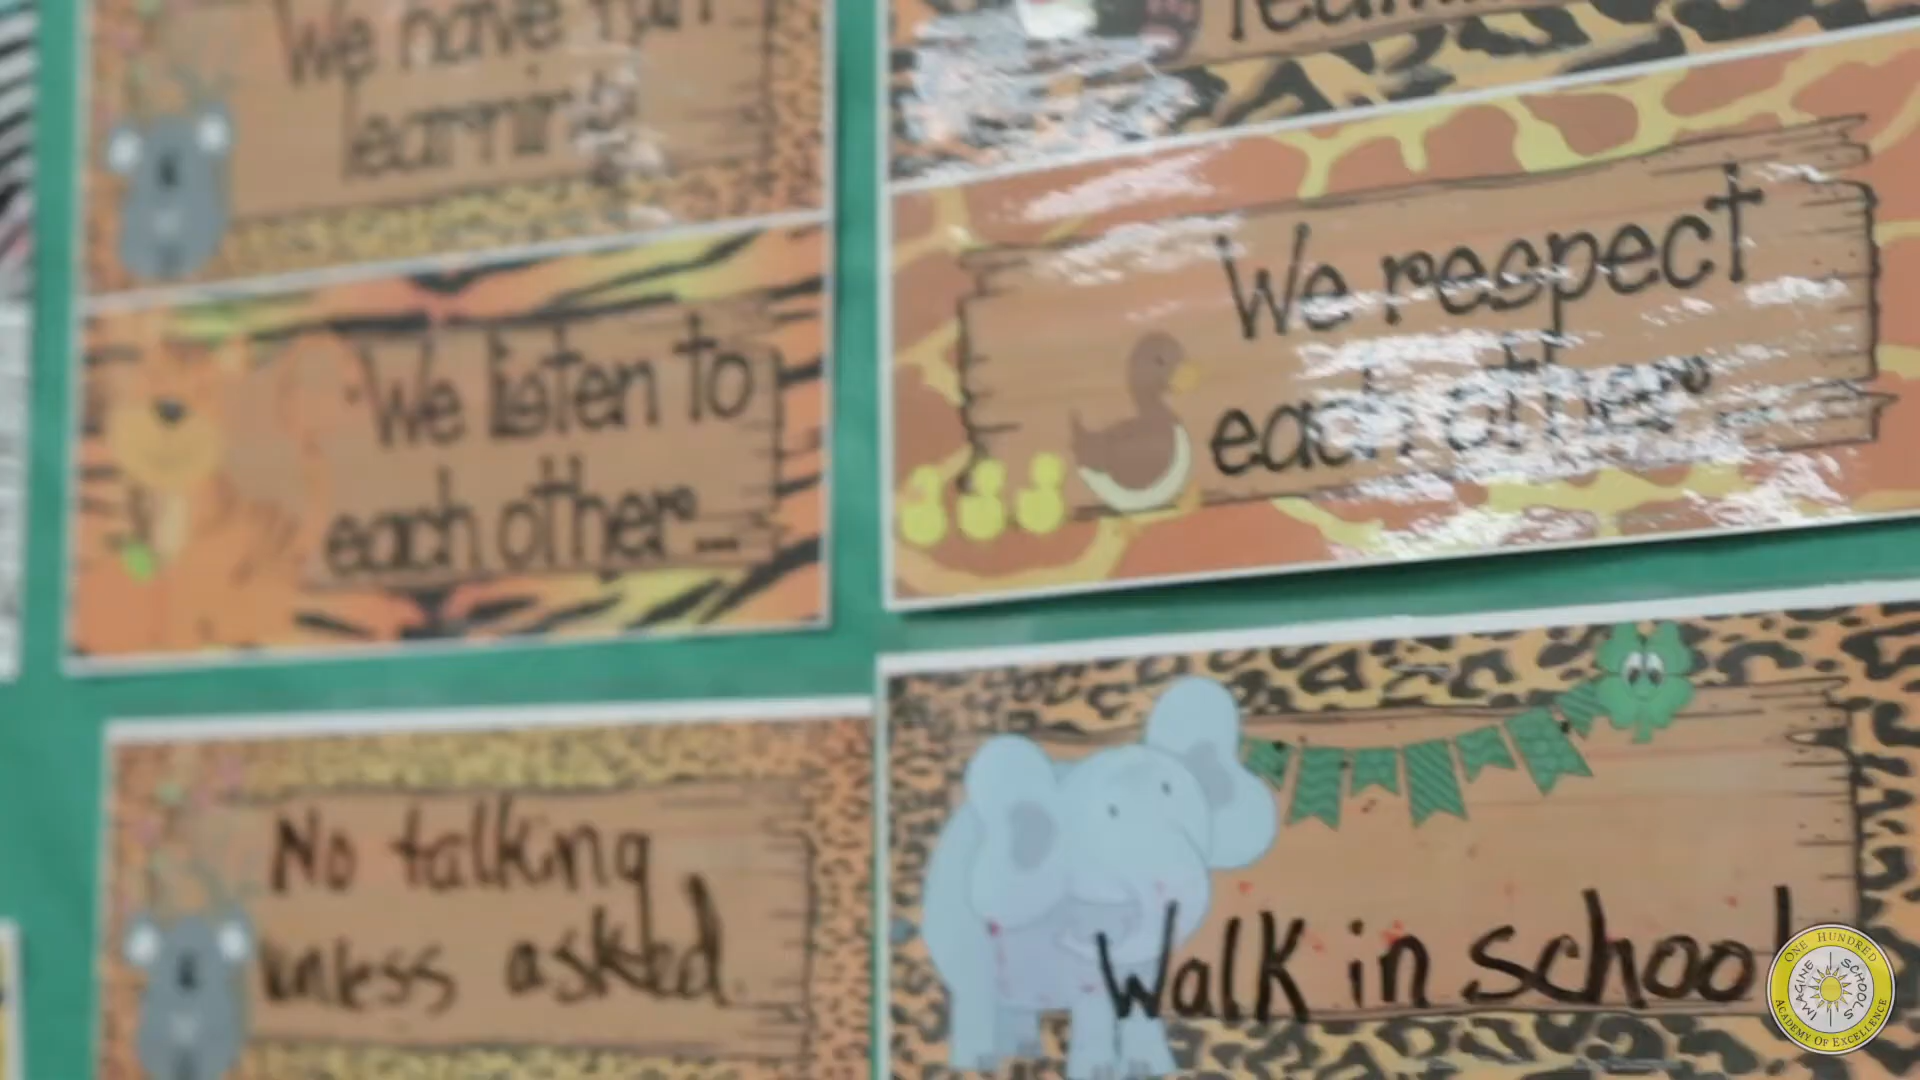 We have fun
learning
We listen to
each other
We respect
each other
No talking
unless asked
Walk in school
ONE HUNDRED
IMAGINE SCHOOLS
ACADEMY OF EXCELLENCE